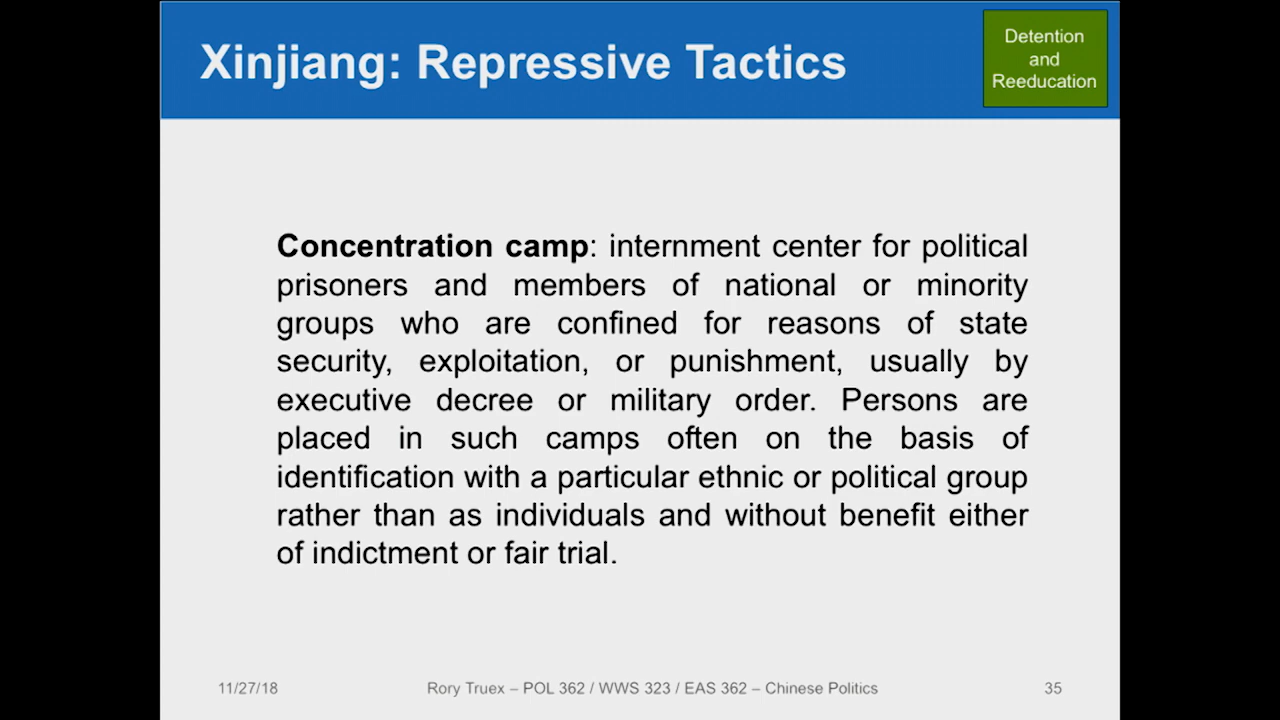 Xinjiang: Repressive Tactics
Detention
and
Reeducation
Concentration camp: internment center for political
prisoners and members of national or minority
groups who are confined for reasons of state
security, exploitation, or punishment, usually by
executive decree or military order. Persons are
placed in such camps often on the basis of
identification with a particular ethnic or political group
rather than as individuals and without benefit either
of indictment or fair trial.
11/27/18
Rory Truex – POL 362 / WWS 323 / EAS 362 – Chinese Politics
35